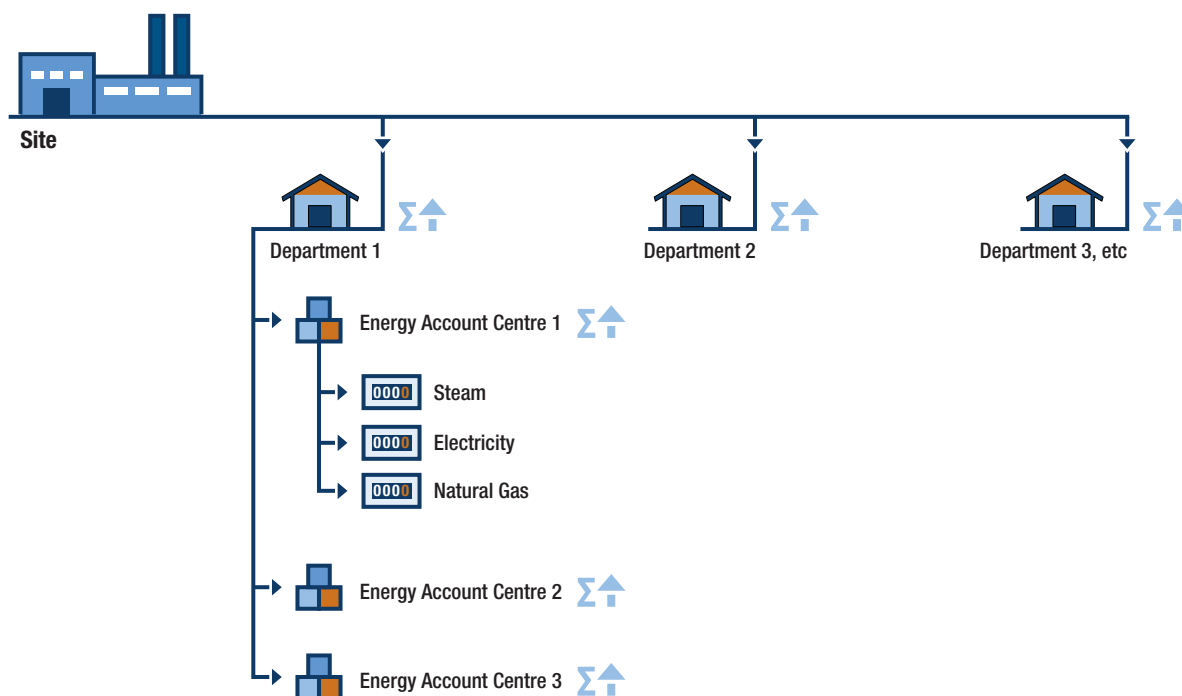 Site
Σ
Σ
Σ
Department 1
Department 2
Department 3, etc
Energy Account Centre 1
Σ
0000
Steam
0000
Electricity
0000
Natural Gas
Energy Account Centre 2
Σ
Energy Account Centre 3
Σ